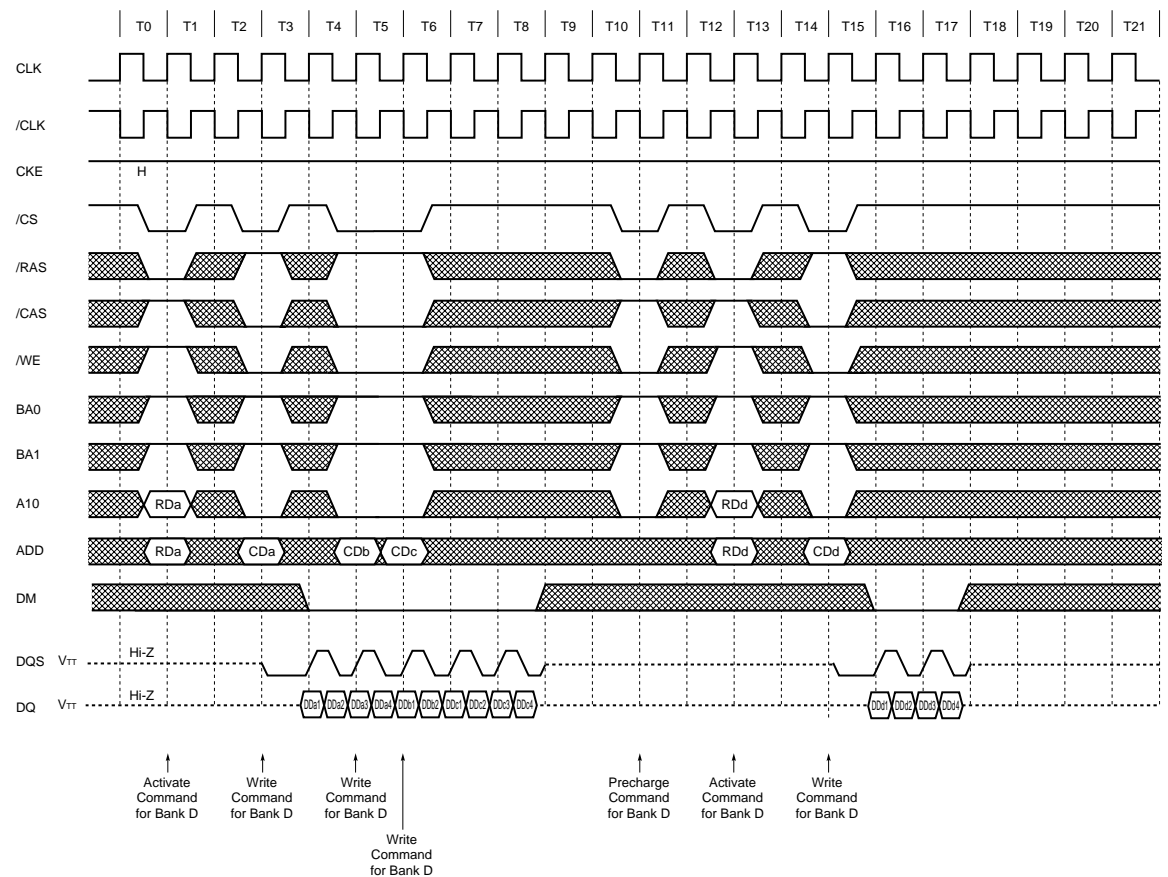 T0 T1 T2 T3 T4 T5 T6 T7 T8 T9 T10 T11 T12 T13 T14 T15 T16 T17 T18 T19 T20 T21
CLK
/CLK
CKE H
/CS
/RAS
/CAS
/WE
BA0
BA1
A10 RDa RDd
ADD RDa CDa CDb CDc RDd CDd
DM
DQS VTT Hi-Z
DQ VTT Hi-Z DDa1 DDa2 DDa3 DDa4 DDb1 DDb2 DDc1 DDc2 DDc3 DDc4 DDd1 DDd2 DDd3 DDd4
Activate Write Write Precharge Activate Write
Command Command Command Command Command Command
for Bank D for Bank D for Bank D for Bank D for Bank D for Bank D
Write
Command
for Bank D